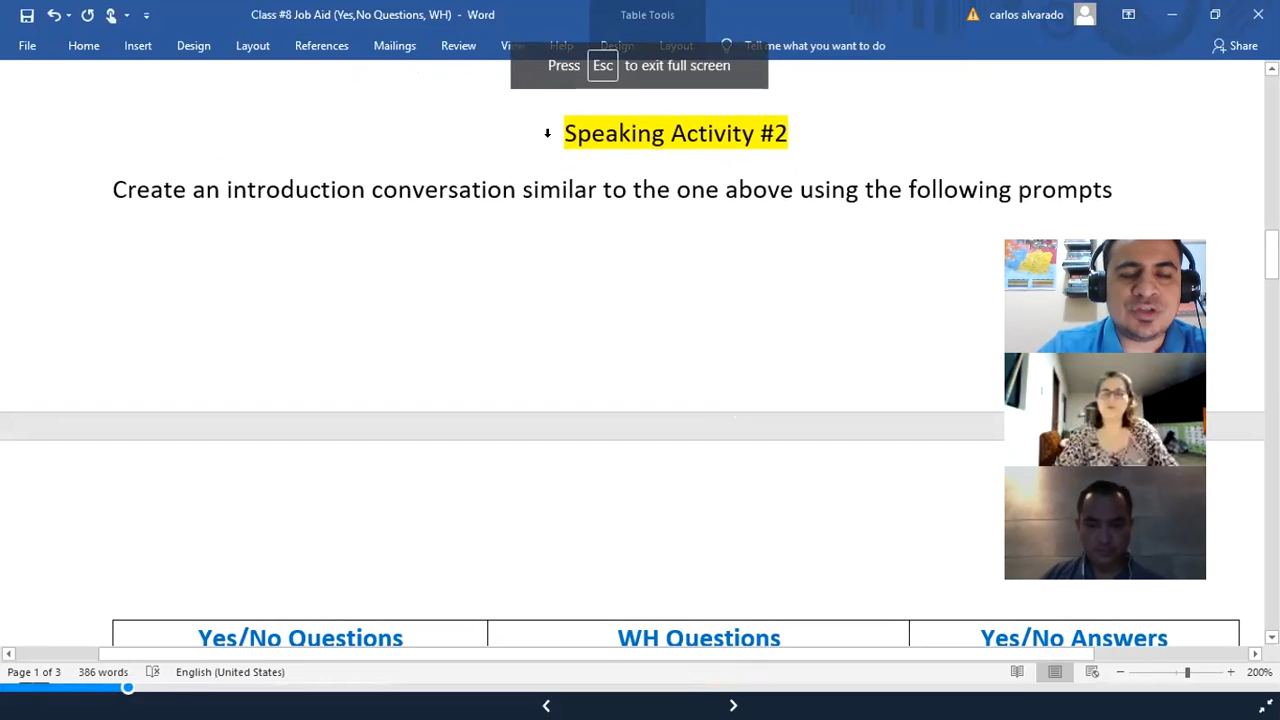 Class #8 Job Aid (Yes,No Questions, WH) - Word
Table Tools
carlos alvarado
File Home Insert Design Layout References Mailings Review Help Design Layout Tell me what you want to do Share
Press Esc to exit full screen
Speaking Activity #2
Create an introduction conversation similar to the one above using the following prompts
Yes/No Questions WH Questions Yes/No Answers
Page 1 of 3 386 words English (United States) 200%